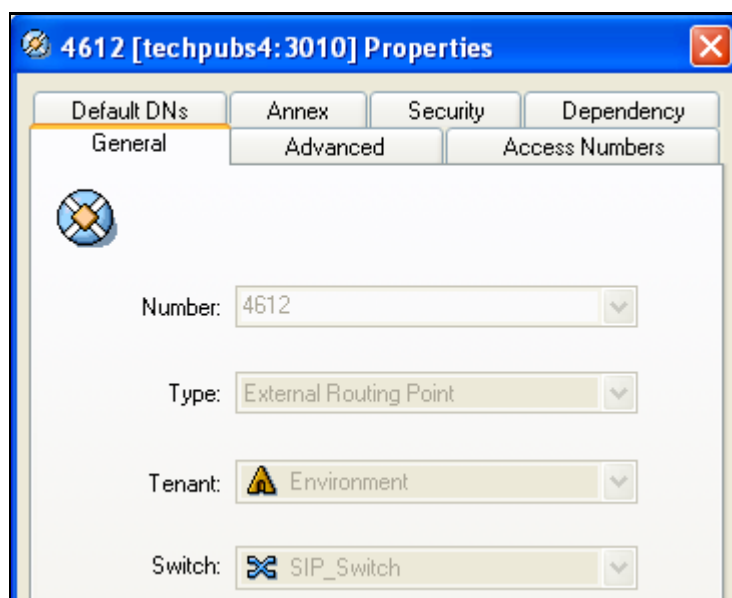 4612 [techpubs4:3010] Properties
Default DNs Annex Security Dependency
General Advanced Access Numbers
Number: 4612
Type: External Routing Point
Tenant: Environment
Switch: SIP_Switch